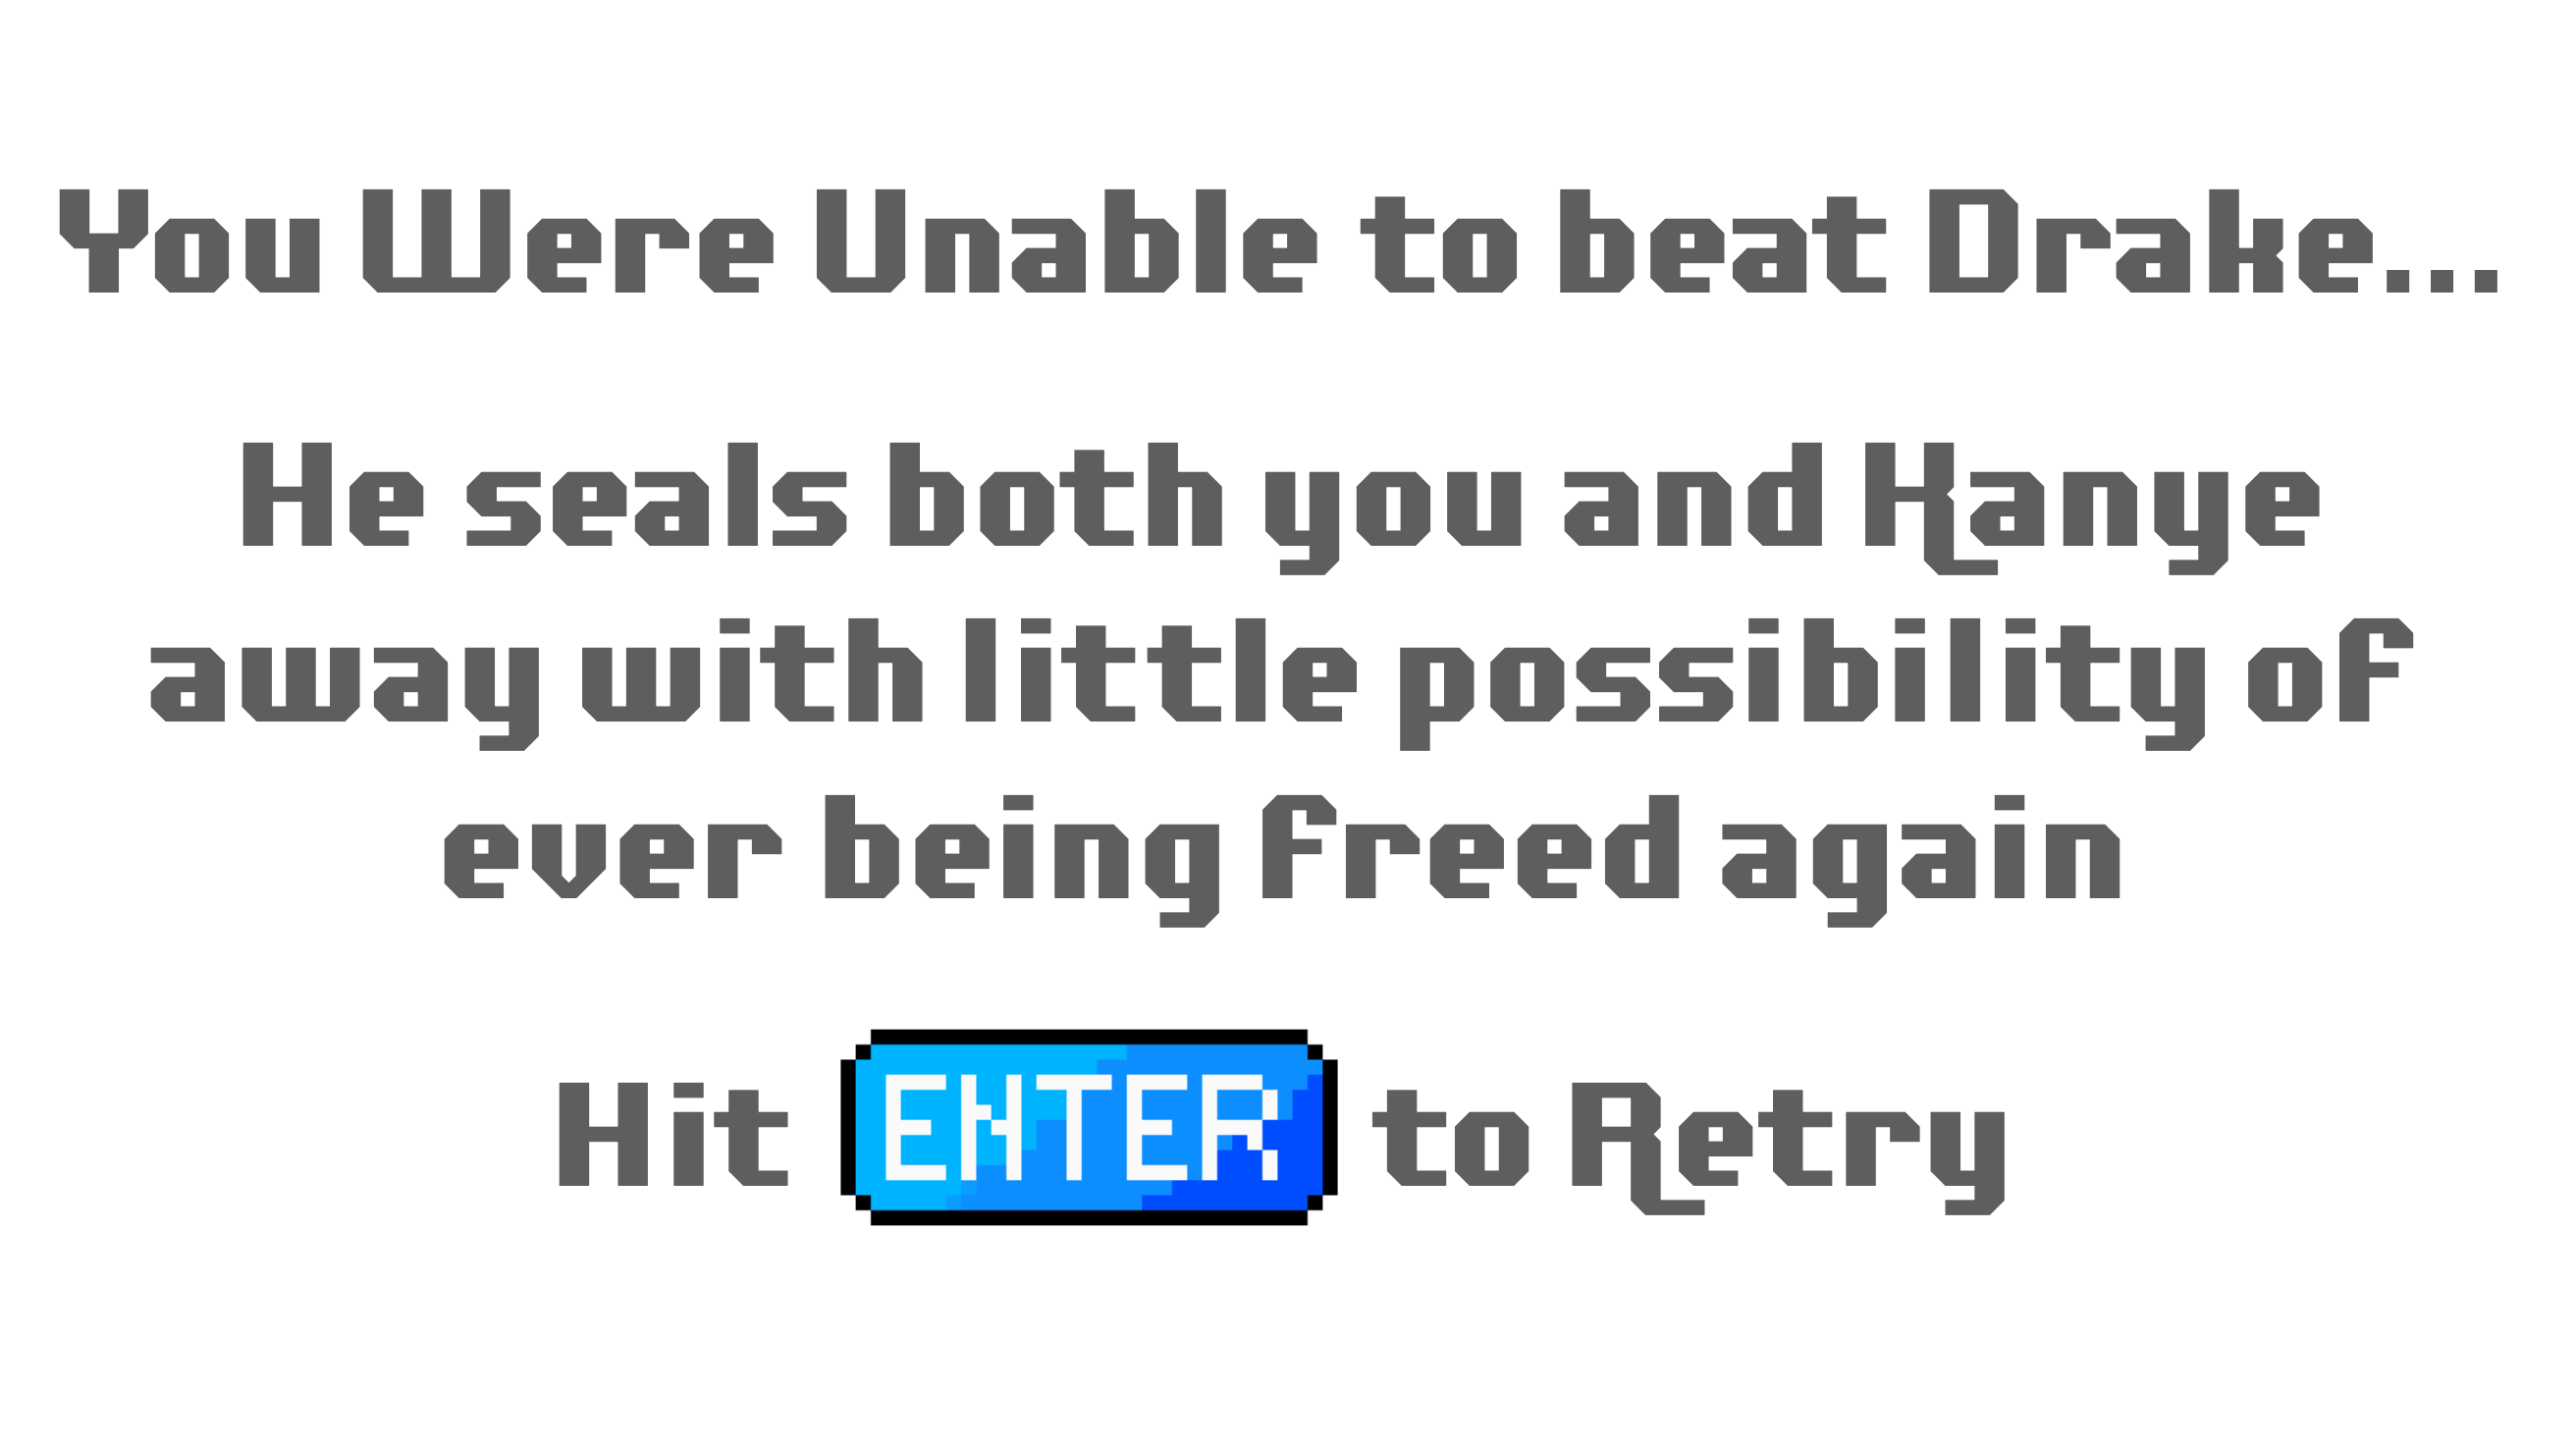 You Were Unable to beat Drake...
He seals both you and Kanye
away with little possibility of
ever being freed again
Hit ENTER to Retry